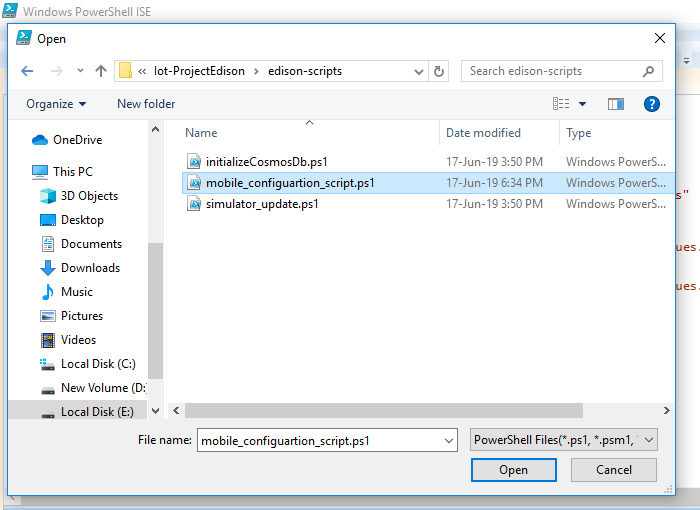 Windows PowerShell ISE
Open
« Iot-ProjectEdison › edison-scripts
Search edison-scripts
Organize
New folder
Name
Date modified
Type
OneDrive
This PC
3D Objects
Desktop
Documents
Downloads
Music
Pictures
Videos
Local Disk (C:)
New Volume (D:
Local Disk (E:)
initializeCosmosDb.ps1 17-Jun-19 3:50 PM Windows PowerS...
mobile_configuartion_script.ps1 17-Jun-19 6:34 PM Windows PowerS...
simulator_update.ps1 17-Jun-19 3:50 PM Windows PowerS...
s"
ues.
ues.
File name: mobile_configuartion_script.ps1
PowerShell Files(*.ps1, *.psm1,
Open
Cancel